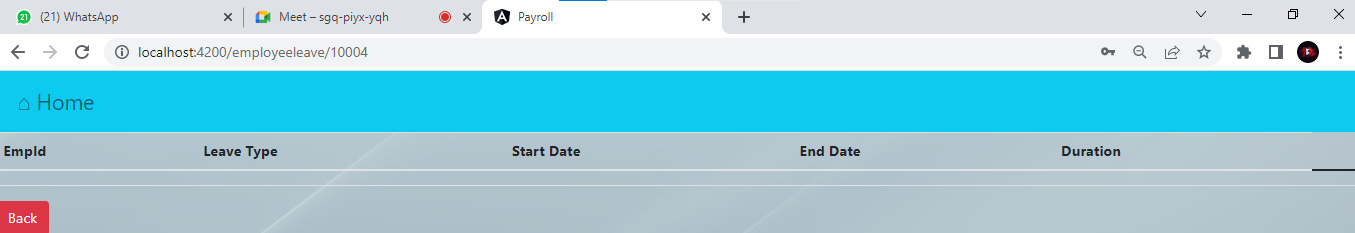 (21) WhatsApp
Meet – sgq-piyx-yqh
Payroll
localhost:4200/employeeleave/10004
⌂ Home
EmpId Leave Type Start Date End Date Duration
Back